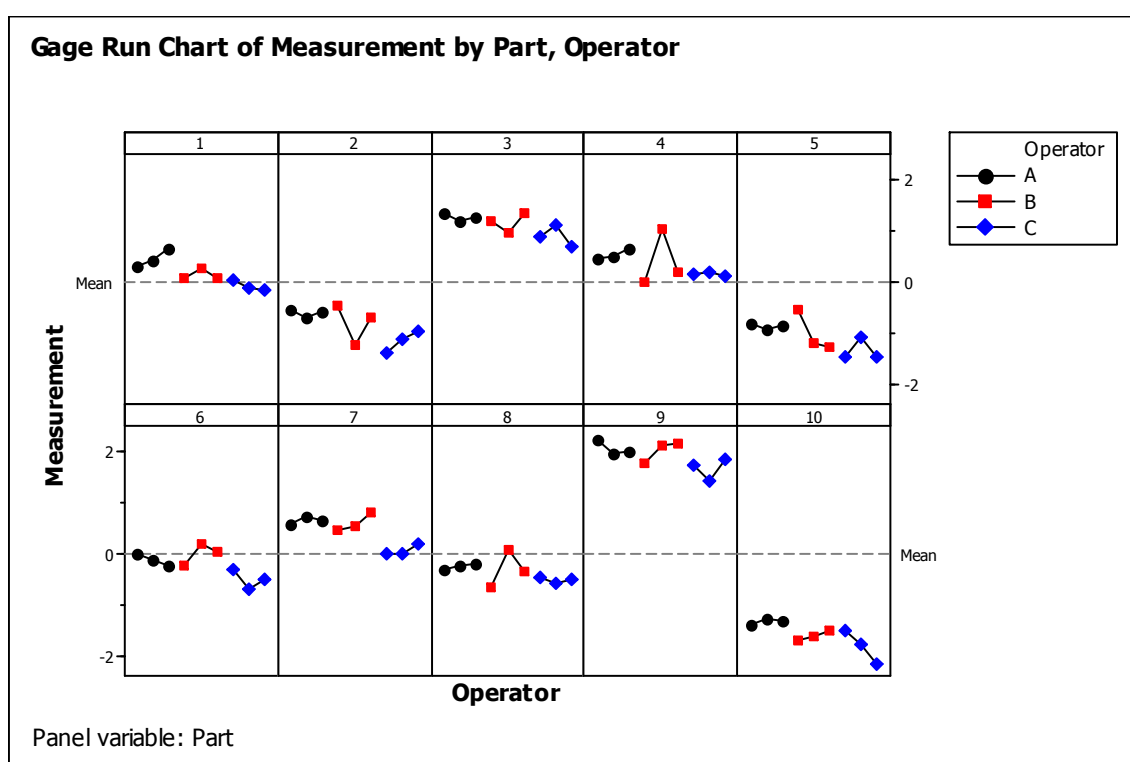 Gage Run Chart of Measurement by Part, Operator
1 2 3 4 5
Operator
A
B
C
2
Mean
0
-2
Measurement
6 7 8 9 10
2
0
Mean
-2
Operator
Panel variable: Part